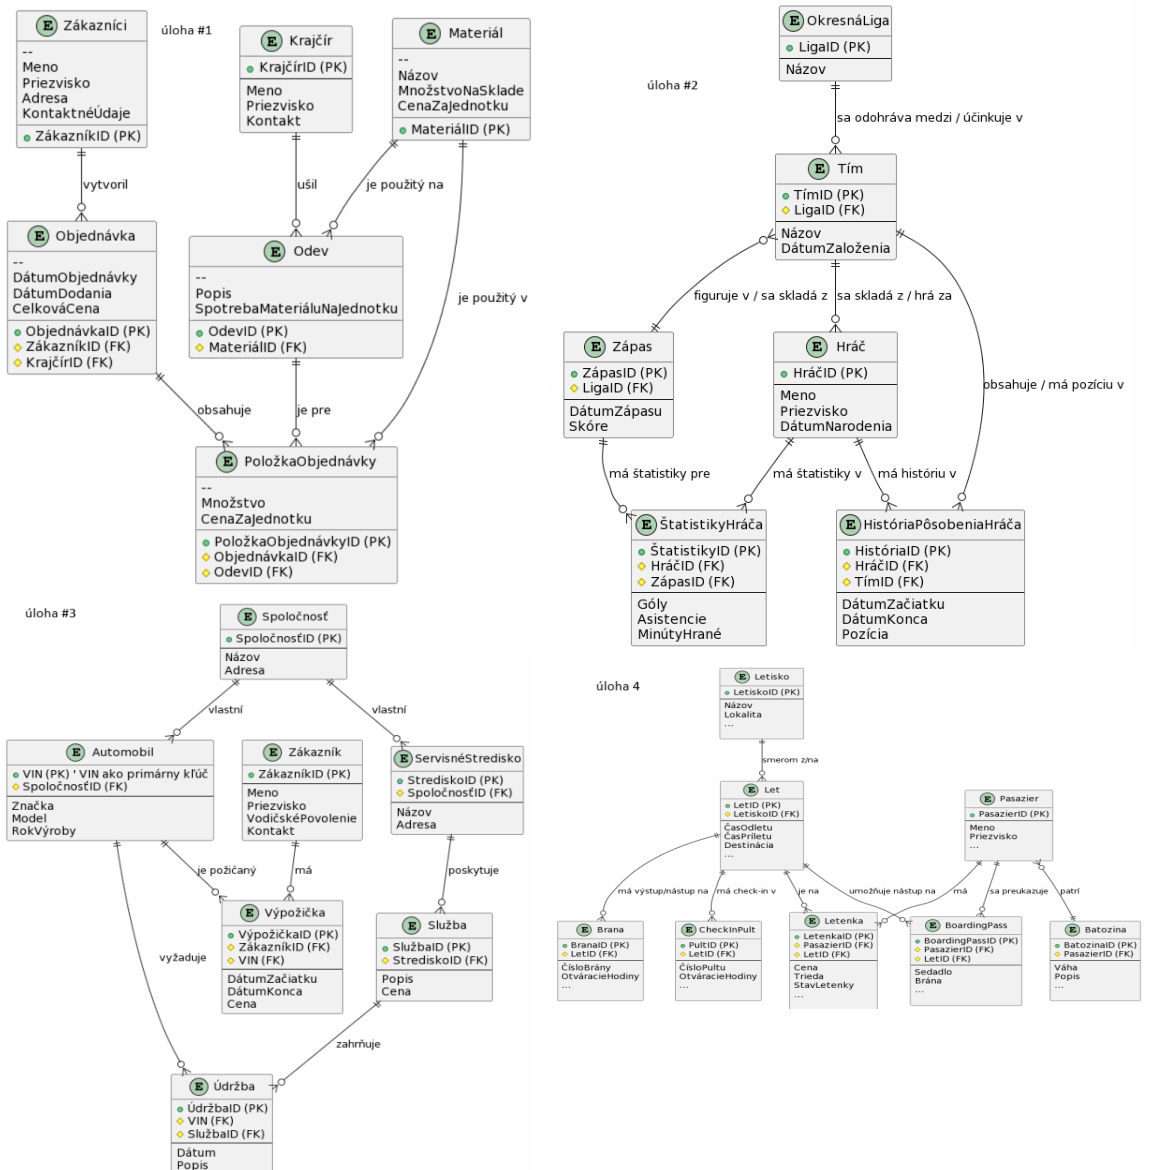 úloha #1
E Zákazníci
--
Meno
Priezvisko
Adresa
KontaktnéÚdaje
ZákazníkID (PK)
E Krajčír
KrajčírID (PK)
Meno
Priezvisko
Kontakt
E Materiál
--
Názov
MnožstvoNaSklade
CenaZaJednotku
MateriálID (PK)
vytvoril
ušil
je použitý na
je použitý v
E Objednávka
--
DátumObjednávky
DátumDodania
CelkováCena
ObjednávkaID (PK)
ZákazníkID (FK)
KrajčírID (FK)
E Odev
--
Popis
SpotrebaMateriáluNaJednotku
OdevID (PK)
MateriálID (FK)
obsahuje
je pre
E PoložkaObjednávky
--
Množstvo
CenaZaJednotku
PoložkaObjednávkyID (PK)
ObjednávkaID (FK)
OdevID (FK)
úloha #2
E OkresnáLiga
LigaID (PK)
Názov
sa odohráva medzi / účinkuje v
E Tím
TímID (PK)
LigaID (FK)
Názov
DátumZaloženia
figuruje v / sa skladá z
sa skladá z / hrá za
obsahuje / má pozíciu v
E Zápas
ZápasID (PK)
LigaID (FK)
DátumZápasu
Skóre
E Hráč
HráčID (PK)
Meno
Priezvisko
DátumNarodenia
má štatistiky pre
má štatistiky v
má históriu v
E ŠtatistikyHráča
ŠtatistikyID (PK)
HráčID (FK)
ZápasID (FK)
Góly
Asistencie
MinútyHrané
E HistóriaPôsobeniaHráča
HistóriaID (PK)
HráčID (FK)
TímID (FK)
DátumZačiatku
DátumKonca
Pozícia
úloha #3
E Spoločnosť
SpoločnosťID (PK)
Názov
Adresa
vlastní
vlastní
E Automobil
VIN (PK) ' VIN ako primárny kľúč
SpoločnosťID (FK)
Značka
Model
RokVýroby
E Zákazník
ZákazníkID (PK)
Meno
Priezvisko
VodičskéPovolenie
Kontakt
E ServisnéStredisko
StrediskoID (PK)
SpoločnosťID (FK)
Názov
Adresa
je požičaný
má
poskytuje
vyžaduje
E Výpožička
VýpožičkaID (PK)
ZákazníkID (FK)
VIN (FK)
DátumZačiatku
DátumKonca
Cena
E Služba
SlužbaID (PK)
StrediskoID (FK)
Popis
Cena
zahrňuje
E Údržba
ÚdržbaID (PK)
VIN (FK)
SlužbaID (FK)
Dátum
Popis
úloha 4
E Letisko
LetiskoID (PK)
Názov
Lokalita
...
smerom z/na
E Let
LetID (PK)
LetiskoID (FK)
ČasOdletu
ČasPríletu
Destinácia
...
E Pasazier
PasazierID (PK)
Meno
Priezvisko
...
má výstup/nástup na
má check-in v
je na
umožňuje nástup na
má
sa preukazuje
patrí
E Brana
BranaID (PK)
LetID (FK)
ČísloBrány
OtváracieHodiny
...
E CheckInPult
PultID (PK)
LetID (FK)
ČísloPultu
OtváracieHodiny
...
E Letenka
LetenkaID (PK)
PasazierID (FK)
LetID (FK)
Cena
Trieda
StavLetenky
...
E BoardingPass
BoardingPassID (PK)
PasazierID (FK)
LetID (FK)
Sedadlo
Brána
...
E Batozina
BatozinaID (PK)
PasazierID (FK)
Váha
Popis
...